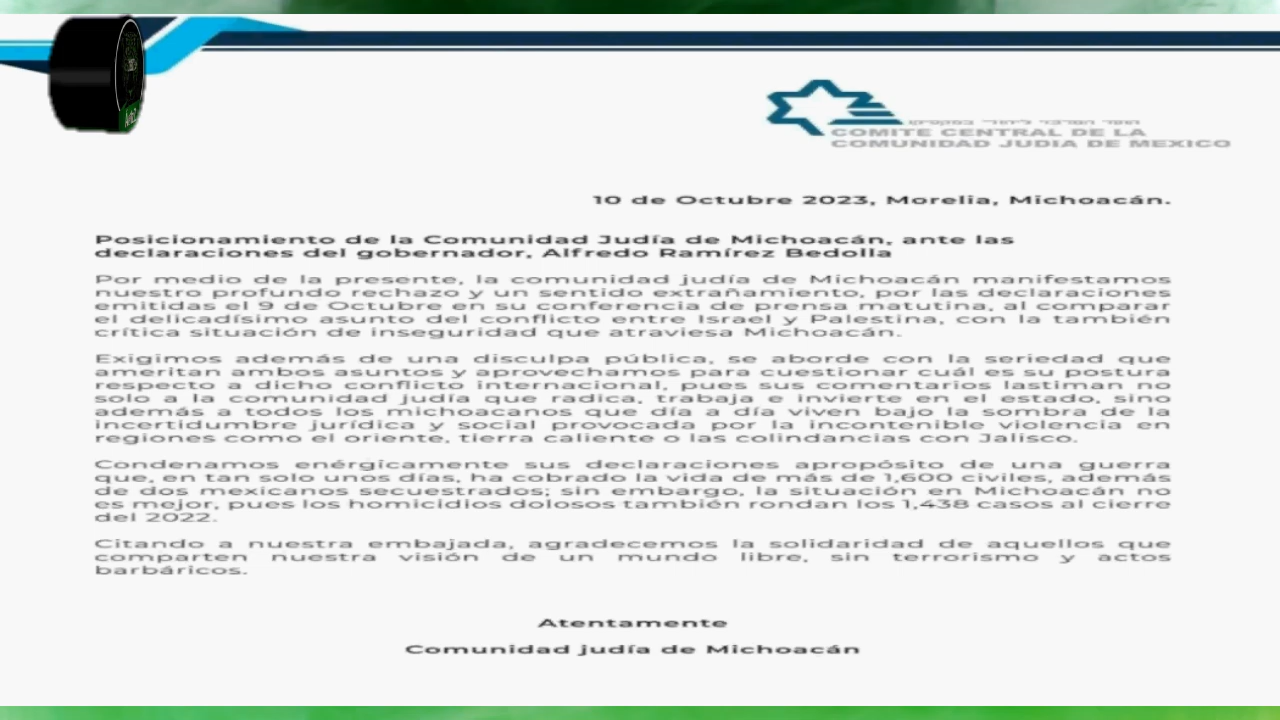 COMITE CENTRAL DE LA
COMUNIDAD JUDIA DE MEXICO
10 de Octubre 2023, Morelia, Michoacán.
Posicionamiento de la Comunidad Judía de Michoacán, ante las
declaraciones del gobernador, Alfredo Ramírez Bedolla
Por medio de la presente, la comunidad judía de Michoacán manifestamos
nuestro profundo rechazo y un sentido extrañamiento, por las declaraciones
emitidas el 9 de Octubre en su conferencia de prensa matutina, al comparar
el delicadísimo asunto del conflicto entre Israel y Palestina, con la también
crítica situación de inseguridad que atraviesa Michoacán.
Exigimos además de una disculpa pública, se aborde con la seriedad que
ameritan ambos asuntos y aprovechamos para cuestionar cuál es su postura
respecto a dicho conflicto internacional, pues sus comentarios lastiman no
solo a la comunidad judía que radica, trabaja e invierte en el estado, sino
además a todos los michoacanos que día a día viven bajo la sombra de la
incertidumbre jurídica y social provocada por la incontenible violencia en
regiones como el oriente, tierra caliente o las colindancias con Jalisco.
Condenamos enérgicamente sus declaraciones apropósito de una guerra
que, en tan solo unos días, ha cobrado la vida de más de 1,600 civiles, además
de dos mexicanos secuestrados; sin embargo, la situación en Michoacán no
es mejor, pues los homicidios dolosos también rondan los 1,438 casos al cierre
del 2022.
Citando a nuestra embajada, agradecemos la solidaridad de aquellos que
comparten nuestra visión de un mundo libre, sin terrorismo y actos
barbáricos.
Atentamente
Comunidad judía de Michoacán